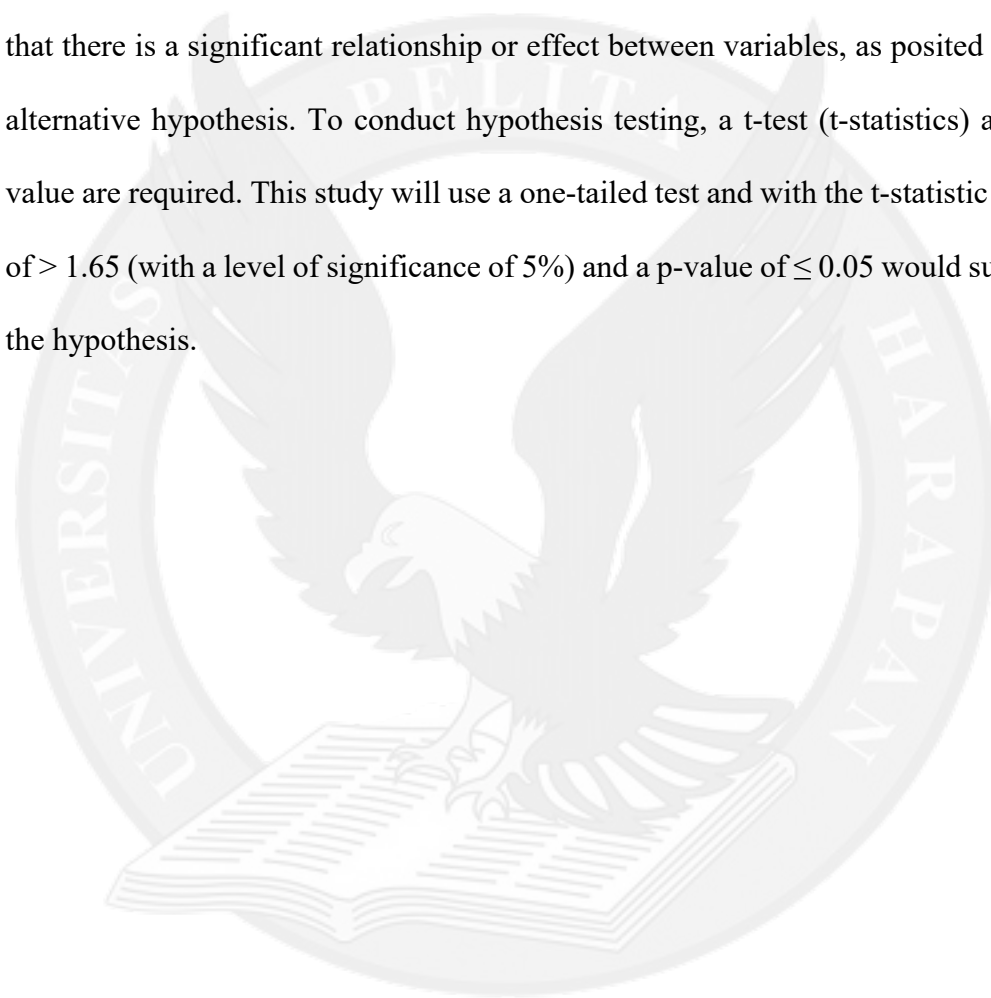 that there is a significant relationship or effect between variables, as posited
alternative hypothesis. To conduct hypothesis testing, a t-test (t-statistics)
value are required. This study will use a one-tailed test and with the t-statistic
of > 1.65 (with a level of significance of 5%) and a p-value of ≤ 0.05 would
the hypothesis.
UNIVERSITAS PELITA HARAPAN